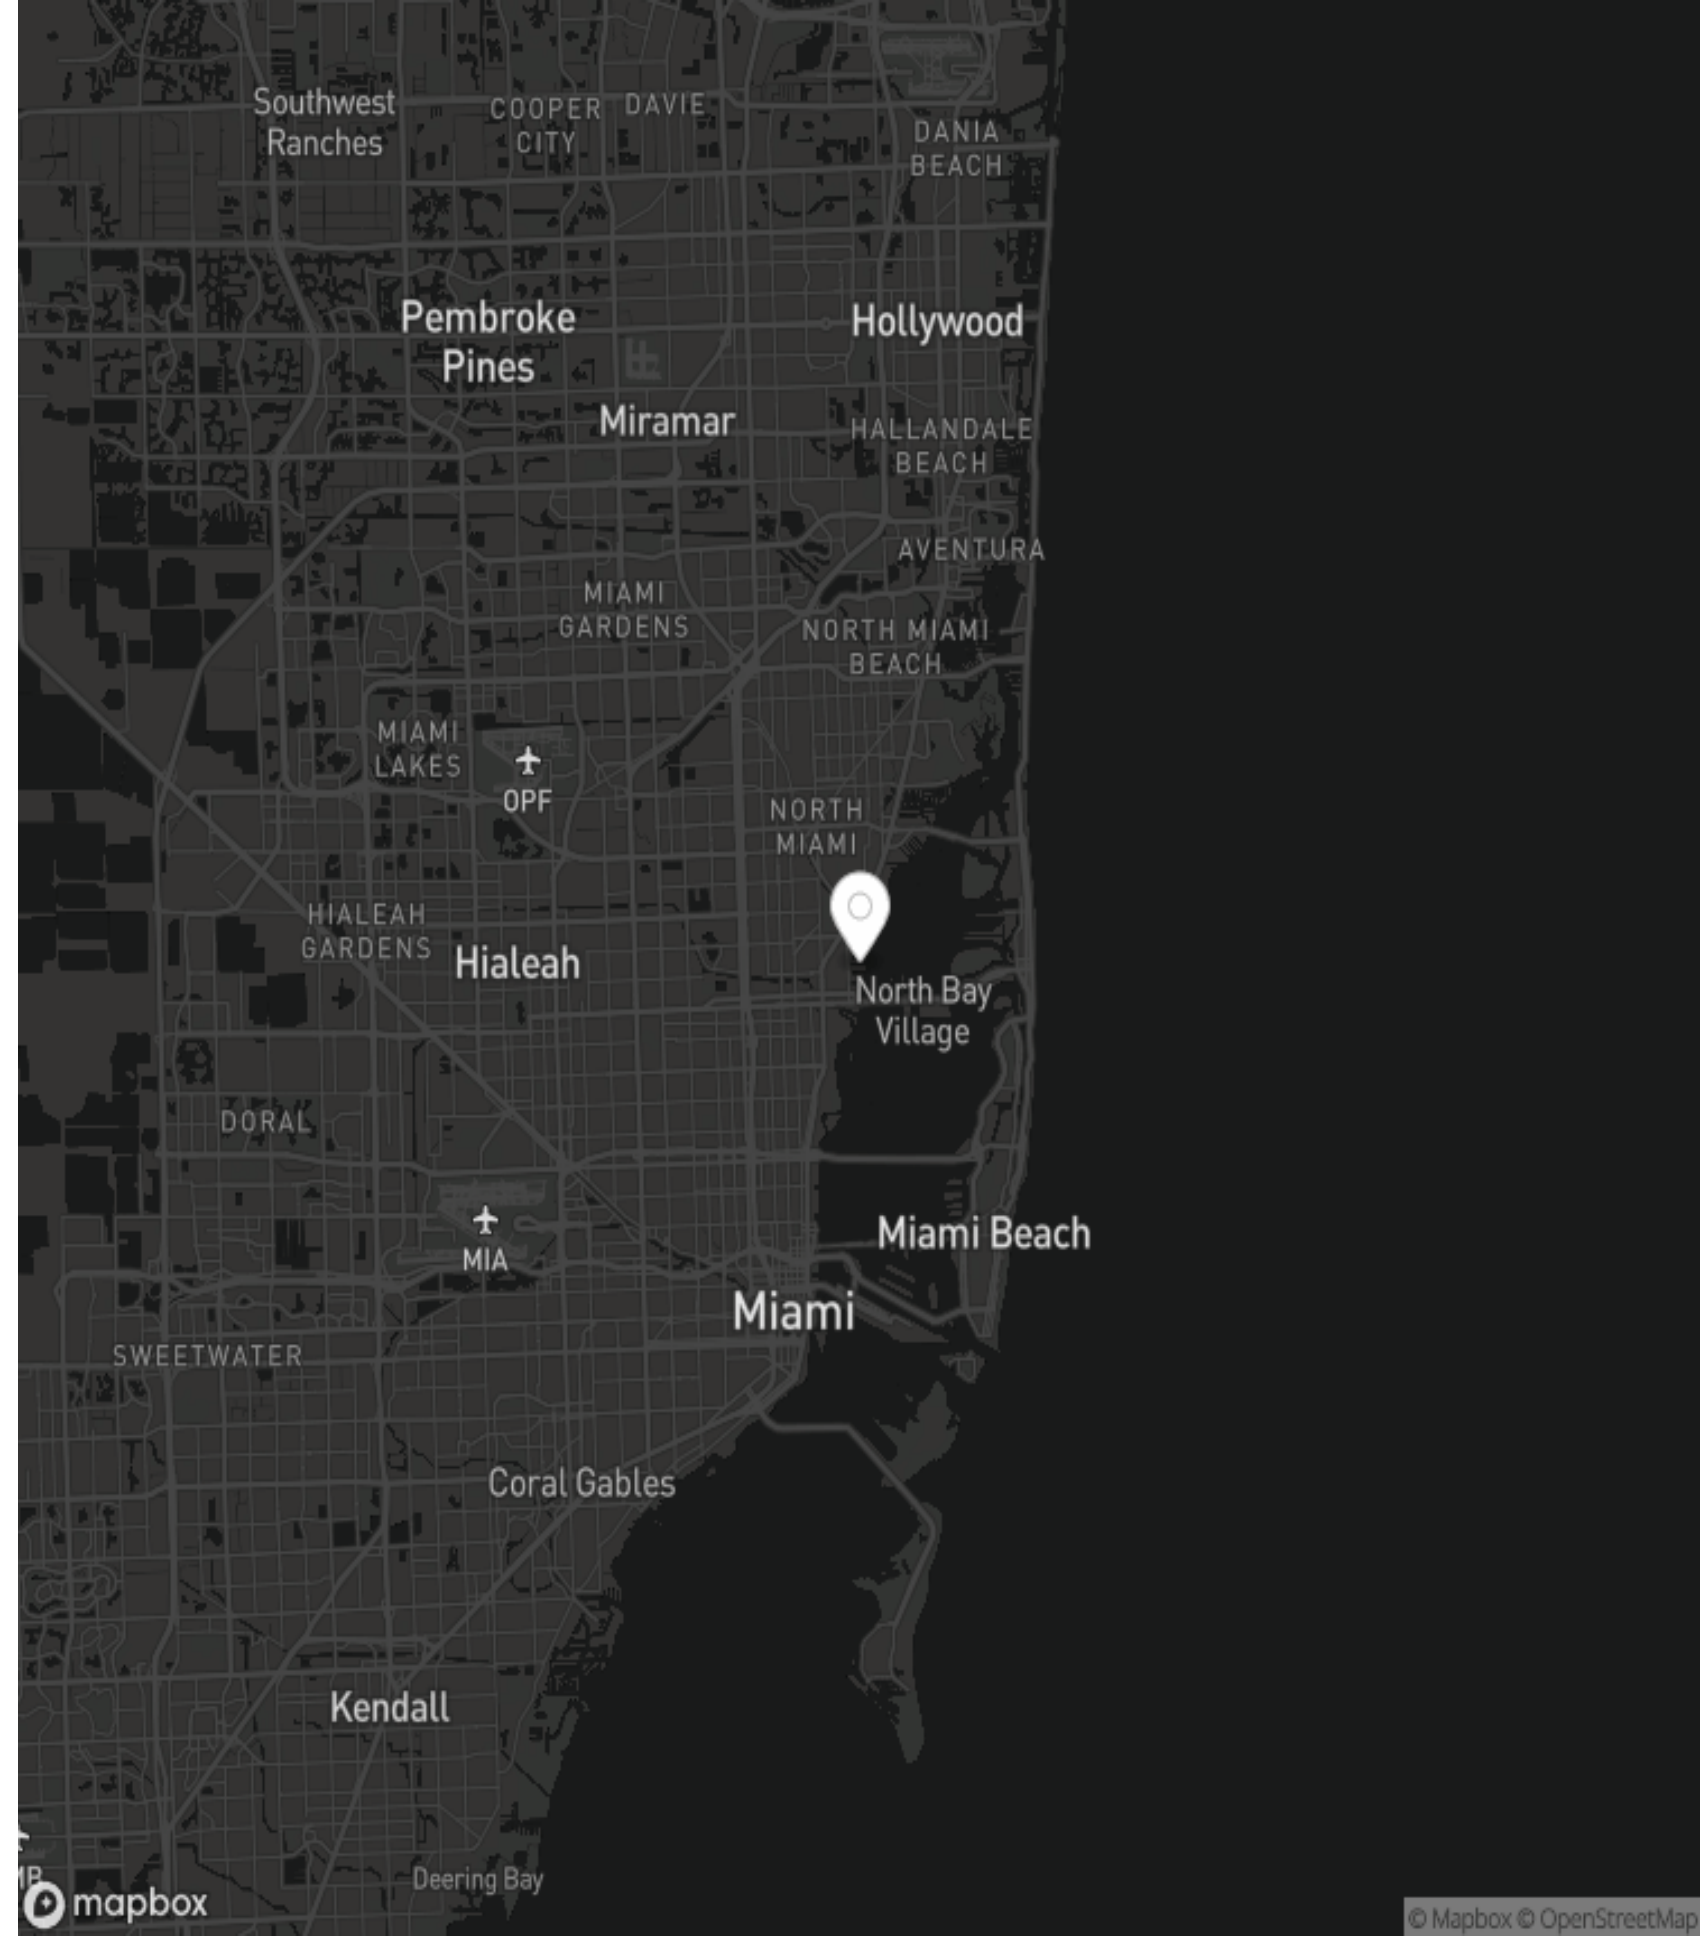 Southwest
Ranches
COOPER
CITY
DAVIE
DANIA
BEACH
Pembroke
Pines
Hollywood
Miramar
HALLANDALE
BEACH
AVENTURA
MIAMI
GARDENS
NORTH MIAMI
BEACH
MIAMI
LAKES
OPF
NORTH
MIAMI
HIALEAH
GARDENS
Hialeah
North Bay
Village
DORAL
MIA
Miami Beach
Miami
SWEETWATER
Coral Gables
Kendall
Deering Bay
mapbox
© Mapbox © OpenStreetMap